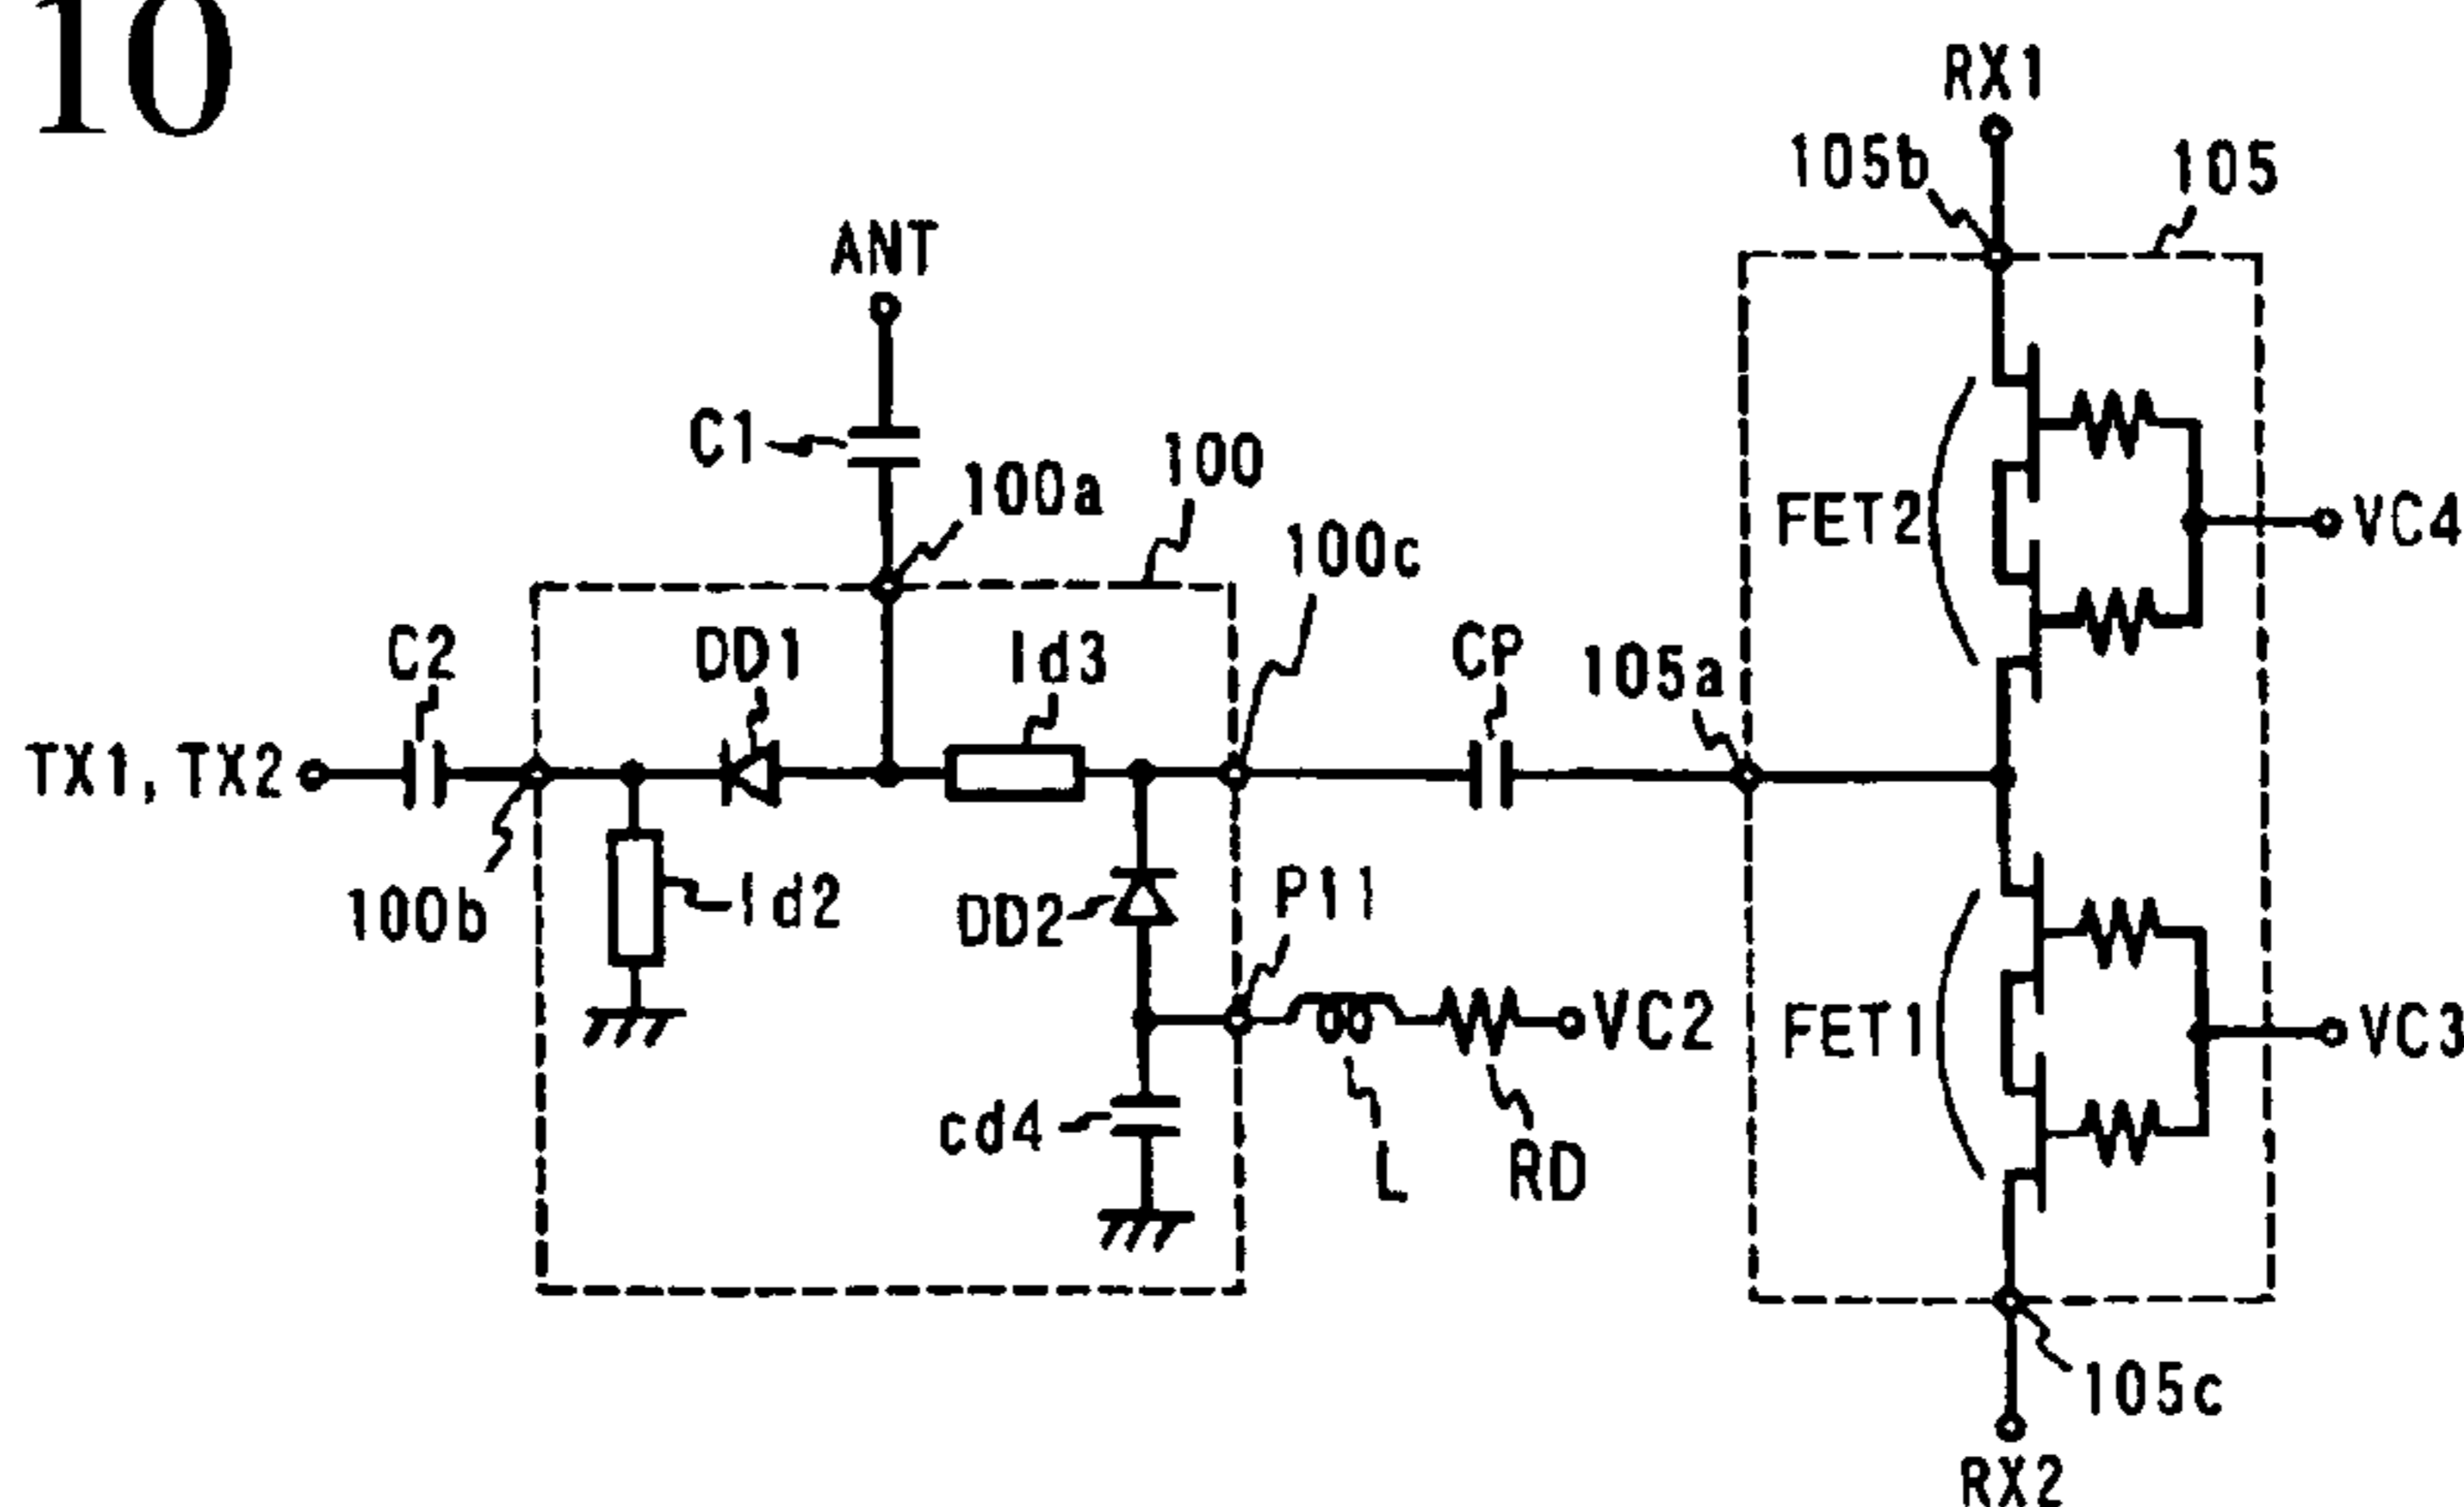 10
RX1
105b
105
ANT
C1
100a
100
100c
FET2
VC4
C2
DD1
ld3
CP
105a
TX1, TX2
100b
ld2
DD2
P11
VC2
FET1
VC3
cd4
L
RD
105c
RX2